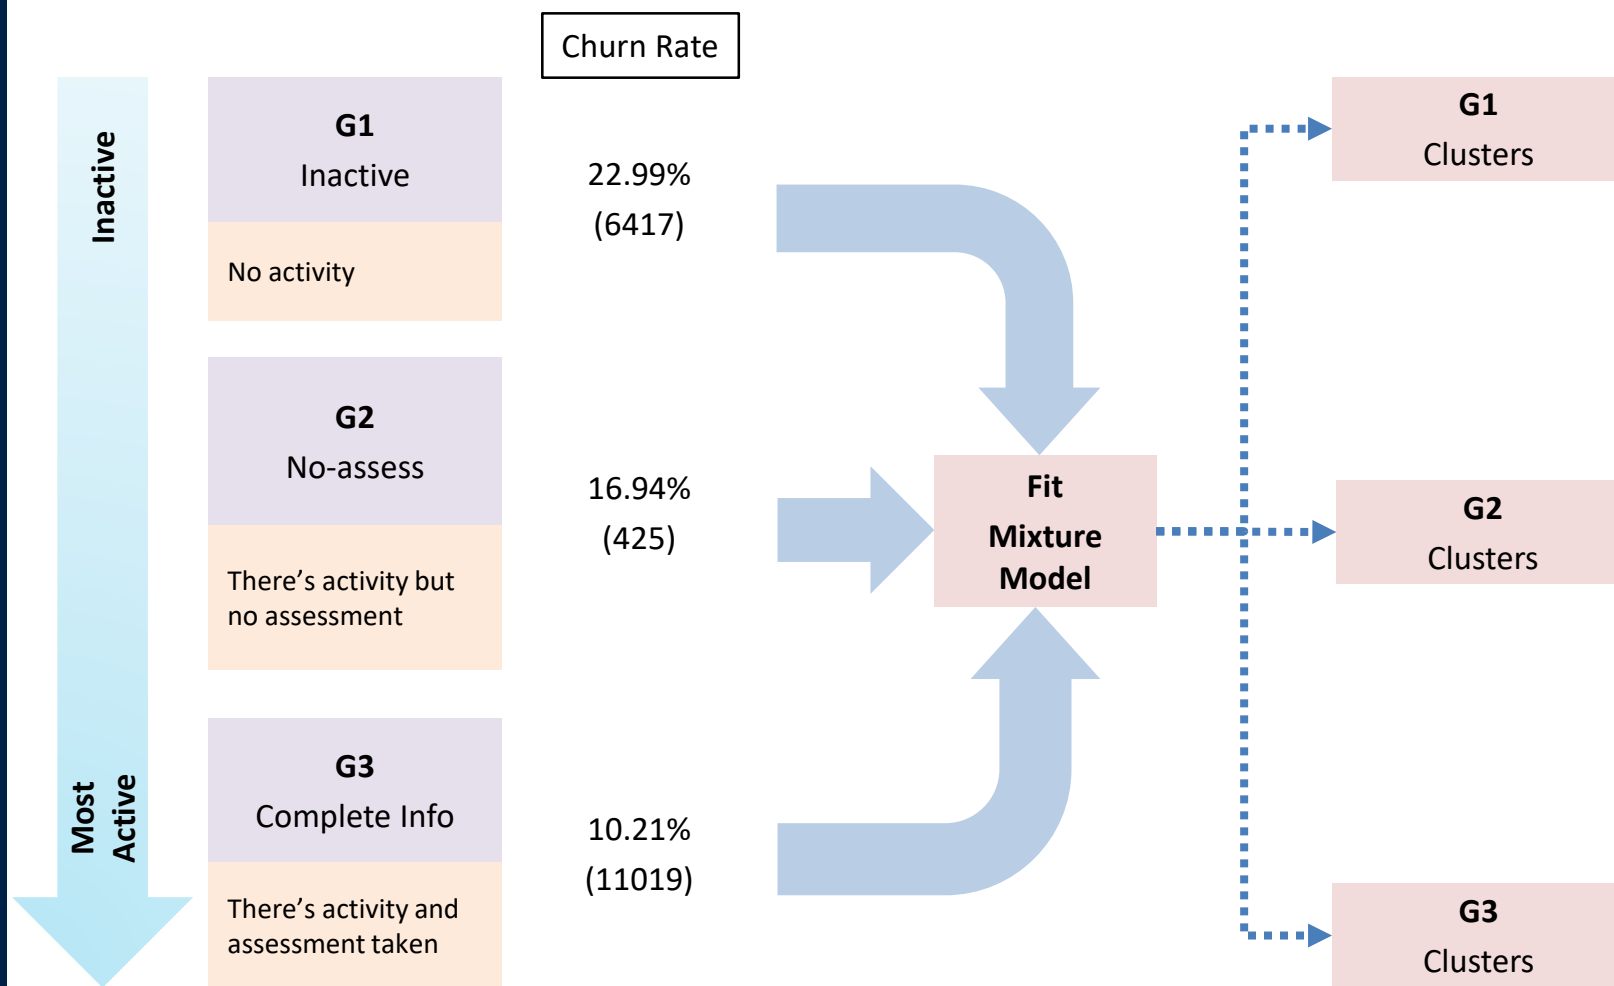 Churn Rate
Inactive
Most
Active
G1
Inactive
No activity
22.99%
(6417)
G2
No-assess
There’s activity but
no assessment
16.94%
(425)
G3
Complete Info
There’s activity and
assessment taken
10.21%
(11019)
Fit
Mixture
Model
G1
Clusters
G2
Clusters
G3
Clusters